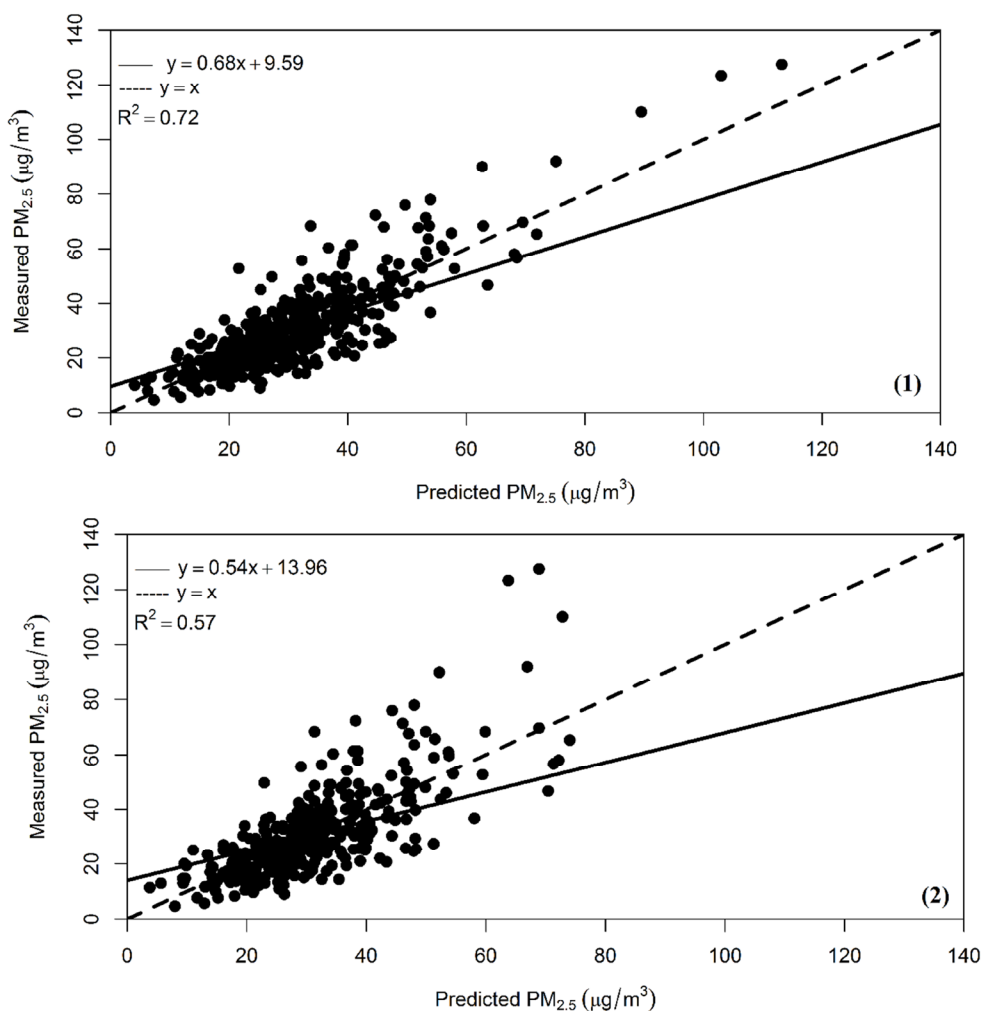 140
120
100
80
60
40
20
0
Measured PM2.5 (μg/m3)
y = 0.68x + 9.59
y = x
R2 = 0.72
(1)
0 20 40 60 80 100 120 140
Predicted PM2.5 (μg/m3)
140
120
100
80
60
40
20
0
Measured PM2.5 (μg/m3)
y = 0.54x + 13.96
y = x
R2 = 0.57
(2)
0 20 40 60 80 100 120 140
Predicted PM2.5 (μg/m3)